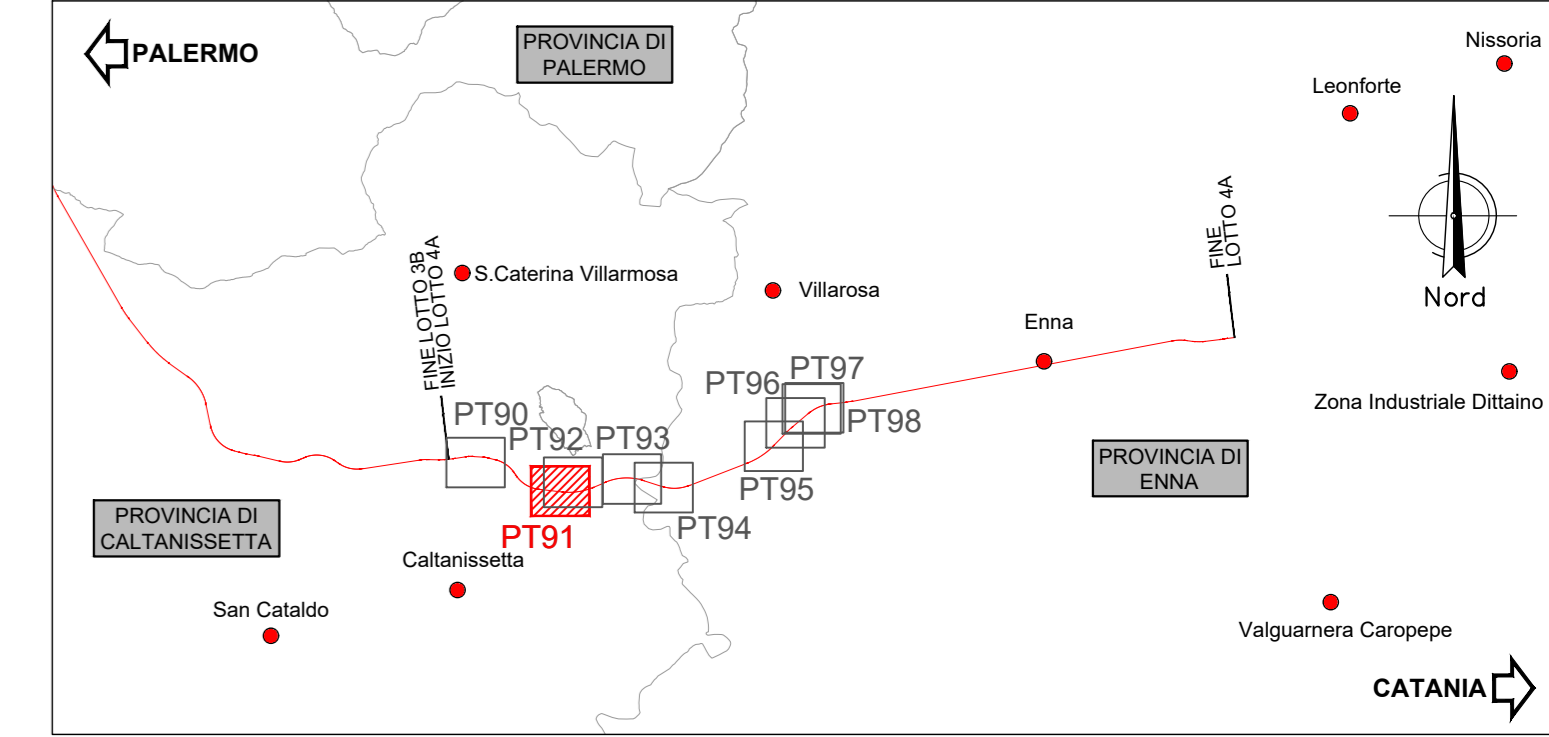 PALERMO
PROVINCIA DI
PALERMO
Nissoria
Leonforte
FINE LOTTO 3B
INIZIO LOTTO 4A
S.Caterina Villarmosa
Villarosa
Enna
FINE
LOTTO 4A
Nord
Zona Industriale Dittaino
PT90
PT92
PT93
PT96
PT97
PT98
PT95
PT94
PT91
PROVINCIA DI
CALTANISSETTA
PROVINCIA DI
ENNA
Caltanissetta
San Cataldo
Valguarnera Caropepe
CATANIA